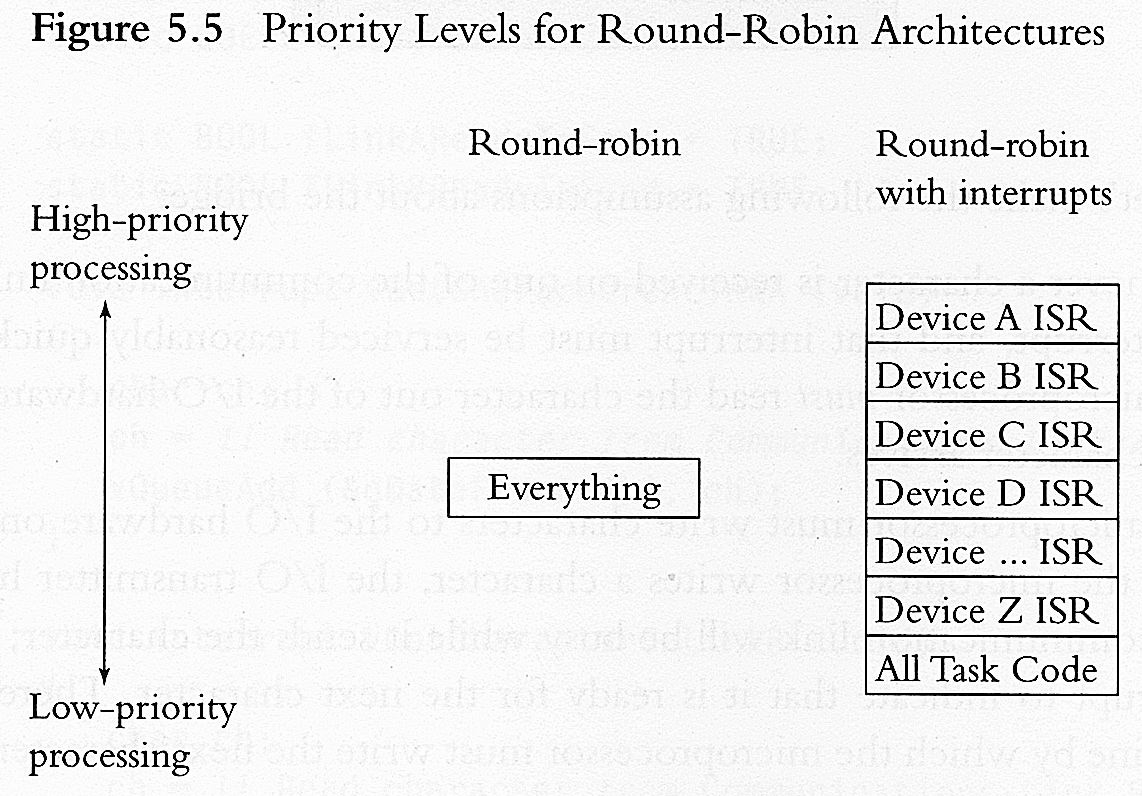 Figure 5.5 Priority Levels for Round-Robin Architectures
Round-robin
Round-robin
with interrupts
High-priority
processing
Device A ISR
Device B ISR
Device C ISR
Everything
Device D ISR
Device ... ISR
Device Z ISR
All Task Code
Low-priority
processing